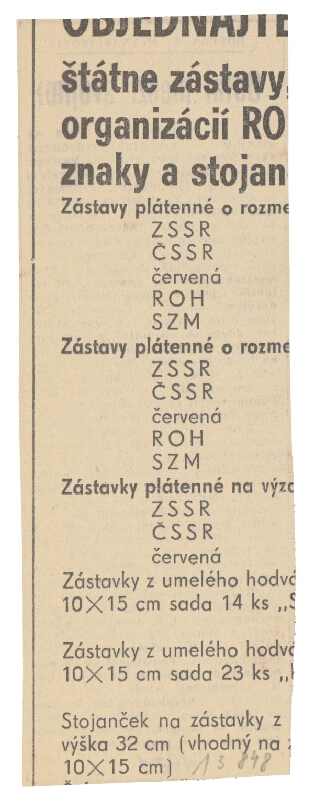 OBJEDNAJTE
štátne zástavy,
organizácií RO
znaky a stojan
Zástavy plátenné o rozme
ZSSR
ČSSR
červená
ROH
SZM
Zástavy plátenné o rozme
ZSSR
ČSSR
červená
ROH
SZM
Zástavky plátenné na výzd
ZSSR
ČSSR
červená
Zástavky z umelého hodvá
10×15 cm sada 14 ks „S
Zástavky z umelého hodvá
10×15 cm sada 23 ks „
Stojanček na zástavky z
výška 32 cm (vhodný na z
10×15 cm)
13 848